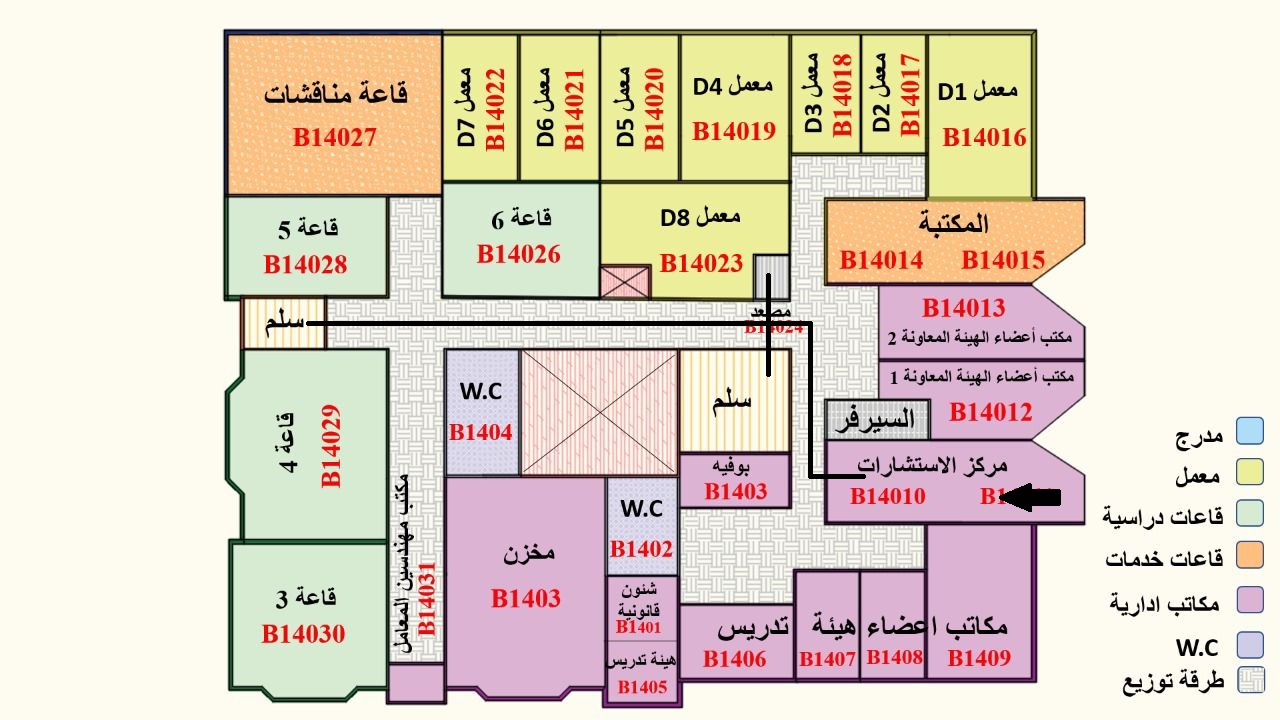 قاعة مناقشات
B14027
معمل D7
B14022
معمل D6
B14021
معمل D5
B14020
معمل D4
B14019
معمل D3
B14018
معمل D2
B14017
معمل D1
B14016
قاعة 5
B14028
قاعة 6
B14026
معمل D8
B14023
المكتبة
B14014 B14015
B14013
مكتب أعضاء الهيئة المعاونة 2
سلم
مصعد
B14024
مكتب أعضاء الهيئة المعاونة 1
B14012
السيرفر
قاعة 4
B14029
W.C
B1404
سلم
بوفيه
B1403
مركز الاستشارات
B14010
W.C
B1402
مخزن
B1403
مكتب مهندسين المعامل
B14031
قاعة 3
B14030
شئون
قانونية
B1401
هيئة تدريس
B1405
مكاتب اعضاء هيئة تدريس
B1406 B1407 B1408 B1409
مدرج
معمل
قاعات دراسية
قاعات خدمات
مكاتب ادارية
W.C
طرقة توزيع